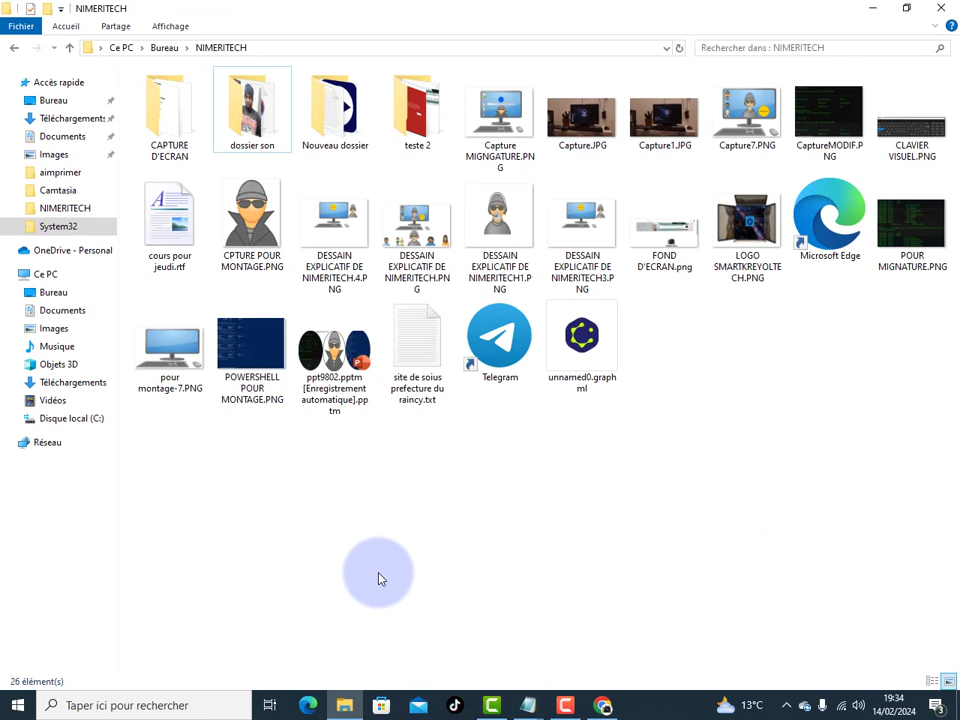 NIMERITECH
Fichier
Accueil
Partage
Affichage
Ce PC
Bureau
NIMERITECH
Rechercher dans : NIMERITECH
Accès rapide
Bureau
Téléchargements
Documents
Images
aimprimer
Camtasia
NIMERITECH
System32
OneDrive - Personal
Ce PC
Bureau
Documents
Images
Musique
Objets 3D
Téléchargements
Vidéos
Disque local (C:)
Réseau
CAPTURE
D'ECRAN
dossier son
Nouveau dossier
teste 2
Capture
MIGNGATURE.PN
G
Capture.JPG
Capture1.JPG
Capture7.PNG
CaptureMODIF.P
NG
CLAVIER
VISUEL.PNG
cours pour
jeudi.rtf
CPTURE POUR
MONTAGE.PNG
DESSAIN
EXPLICATIF DE
NIMERITECH.4.P
NG
DESSAIN
EXPLICATIF DE
NIMERITECH.PN
G
DESSAIN
EXPLICATIF DE
NIMERITECH1.P
NG
DESSAIN
EXPLICATIF DE
NIMERITECH3.P
NG
FOND
D'ECRAN.png
LOGO
SMARTKREYOLTE
CH.PNG
Microsoft Edge
POUR
MIGNATURE.PNG
pour
montage-7.PNG
POWERSHELL
POUR
MONTAGE.PNG
ppt9802.pptm
[Enregistrement
automatique].pp
tm
site de soius
prefecture du
raincy.txt
Telegram
unnamed0.graph
ml
26 élément(s)
Taper ici pour rechercher
13°C
19:34
14/02/2024
3